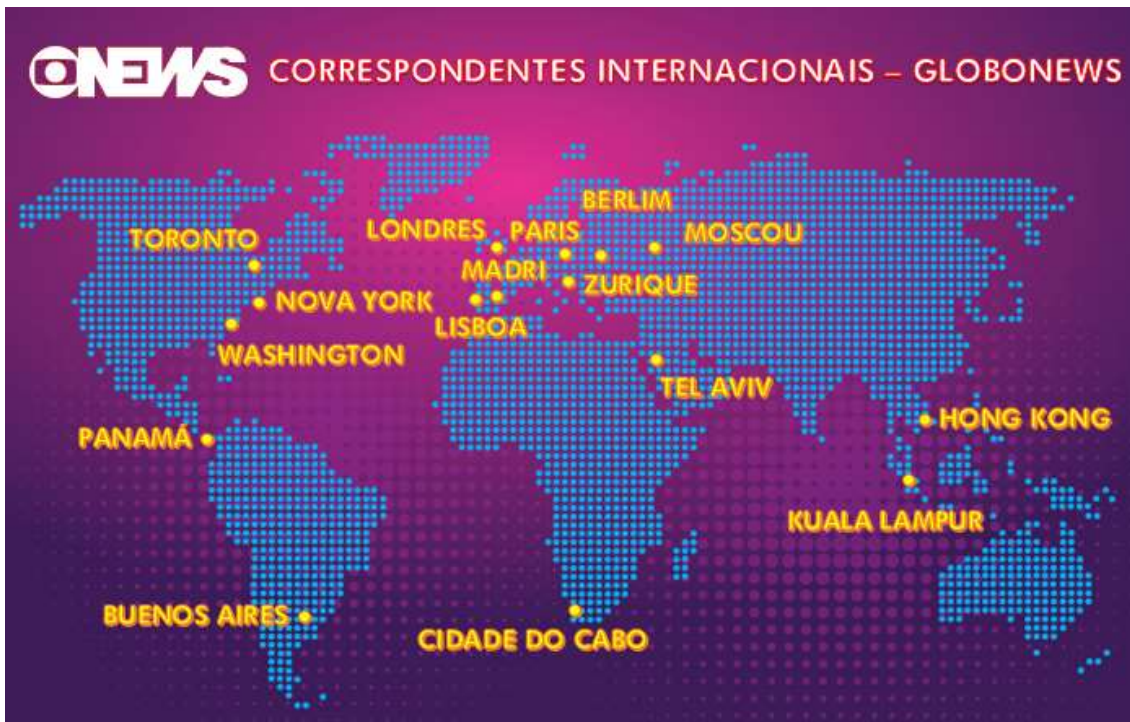 NEWS CORRESPONDENTES INTERNACIONAIS – GLOBONEWS
BERLIM
LONDRES PARIS MOSCOU
TORONTO
MADRI ZURIQUE
NOVA YORK
LISBOA
WASHINGTON
TEL AVIV
HONG KONG
PANAMÁ
KUALA LAMPUR
BUENOS AIRES
CIDADE DO CABO